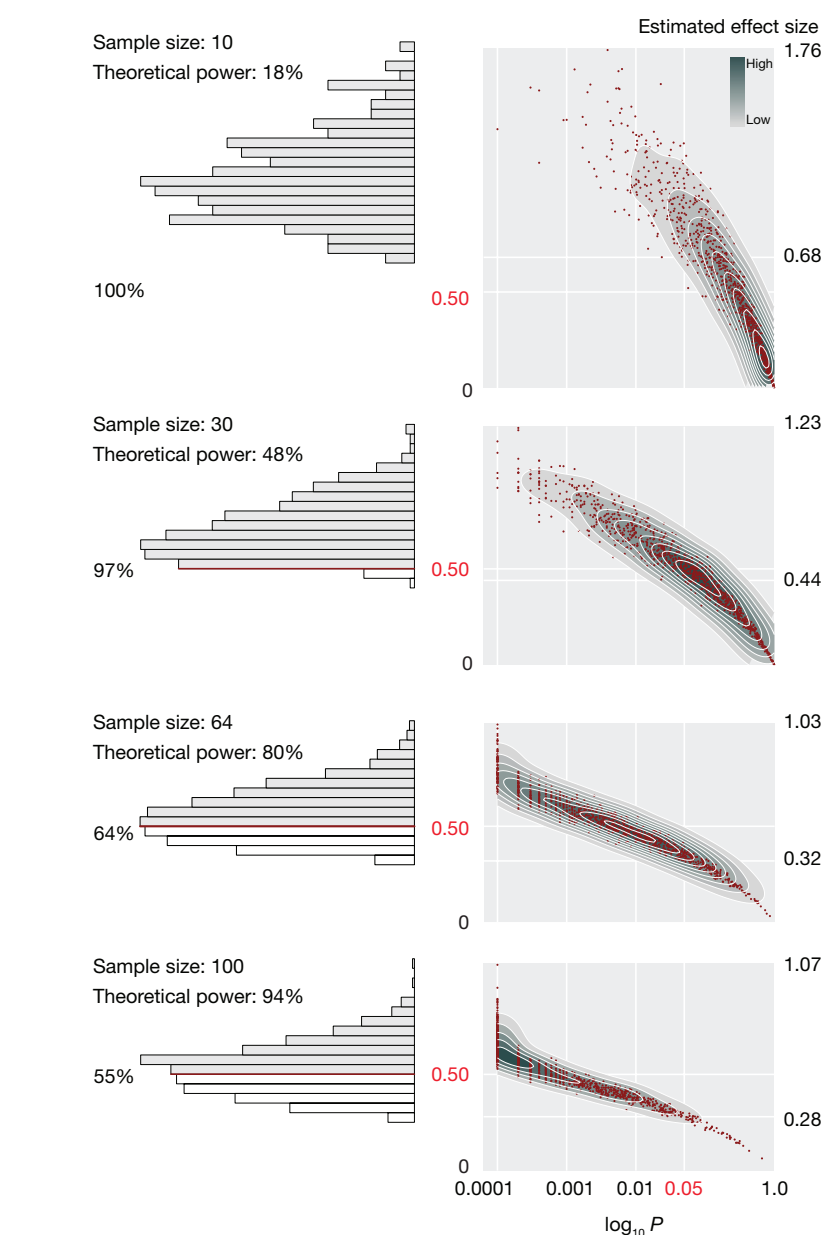 Estimated effect size
Sample size: 10
1.76
Theoretical power: 18%
High
Low
0.68
100%
0.50
0
Sample size: 30
1.23
Theoretical power: 48%
97%
0.50
0.44
0
Sample size: 64
1.03
Theoretical power: 80%
64%
0.50
0.32
0
Sample size: 100
1.07
Theoretical power: 94%
55%
0.50
0.28
0
0.0001 0.001 0.01 0.05 1.0
log₁₀ P